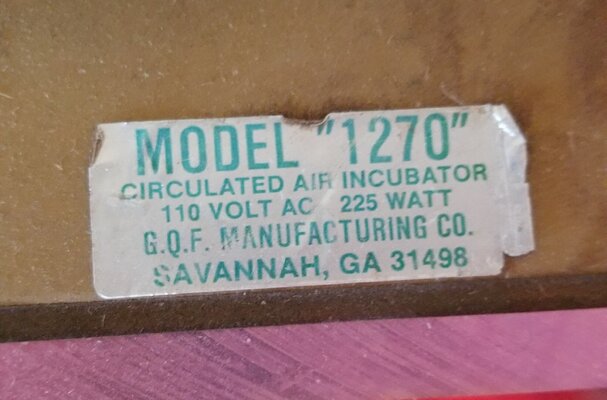 MODEL "1270"
CIRCULATED AIR INCUBATOR
110 VOLT AC 225 WATT
G.Q.F. MANUFACTURING CO.
SAVANNAH, GA 31498